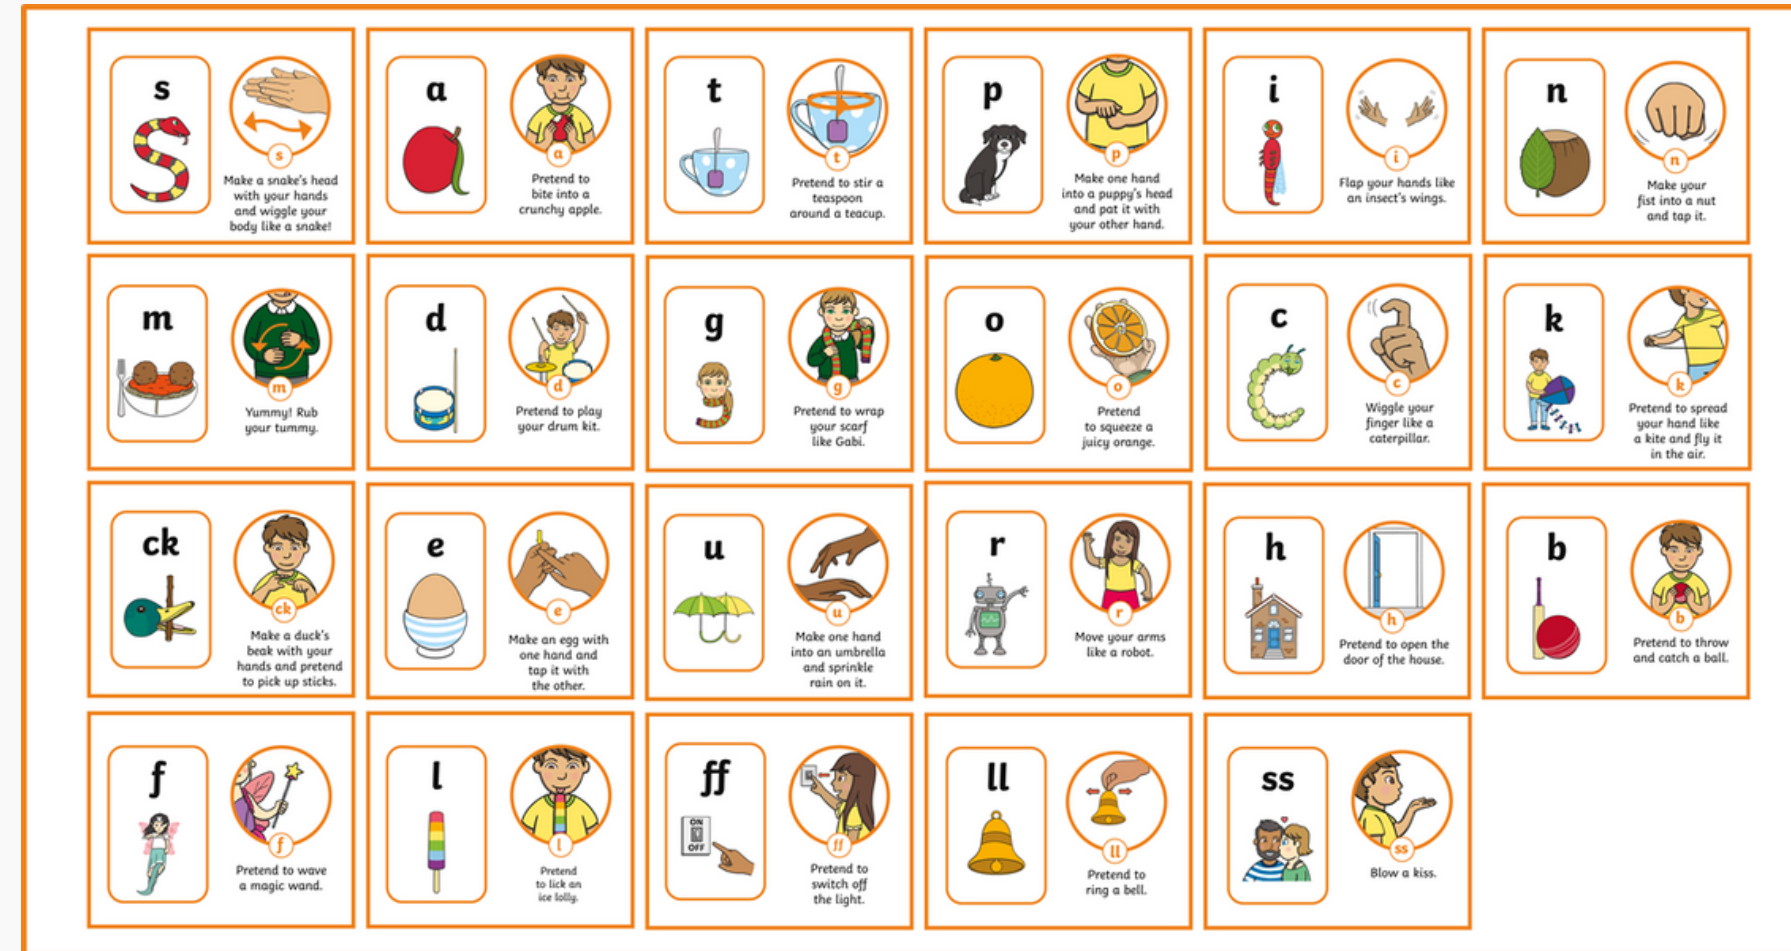 s
s
Make a snake's head
with your hands
and wiggle your
body like a snake!
a
a
Pretend to
bite into a
crunchy apple.
t
t
Pretend to stir a
teaspoon
around a teacup.
p
p
Make one hand
into a puppy's head
and pat it with
your other hand.
i
i
Flap your hands like
an insect's wings.
n
n
Make your
fist into a nut
and tap it.
m
m
Yummy! Rub
your tummy.
d
d
Pretend to play
your drum kit.
g
g
Pretend to wrap
your scarf
like Gabi.
o
o
Pretend
to squeeze a
juicy orange.
c
c
Wiggle your
finger like a
caterpillar.
k
k
Pretend to spread
your hand like
a kite and fly it
in the air.
ck
ck
Make a duck's
beak with your
hands and pretend
to pick up sticks.
e
e
Make an egg with
one hand and
tap it with
the other.
u
u
Make one hand
into an umbrella
and sprinkle
rain on it.
r
r
Move your arms
like a robot.
h
h
Pretend to open the
door of the house.
b
b
Pretend to throw
and catch a ball.
f
f
Pretend to wave
a magic wand.
l
l
Pretend
to lick an
ice lolly.
ff
ON
OFF
ff
Pretend to
switch off
the light.
ll
ll
Pretend to
ring a bell.
ss
ss
Blow a kiss.